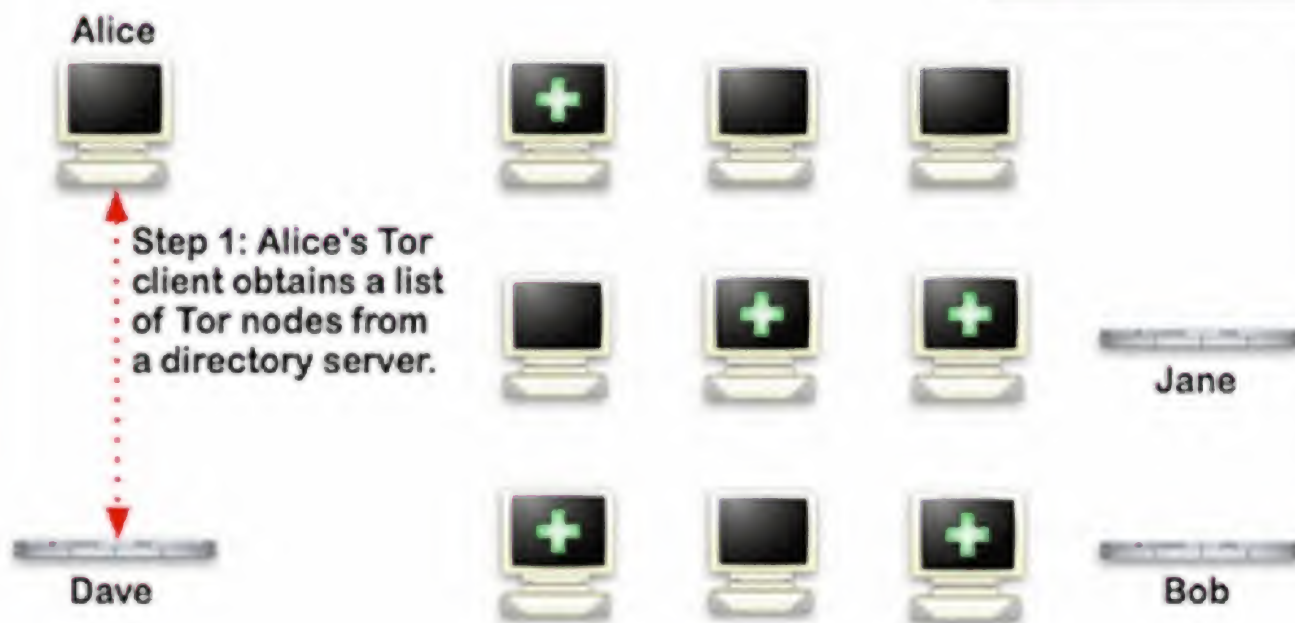 Alice
Step 1: Alice's Tor
client obtains a list
of Tor nodes from
a directory server.
Jane
Dave
Bob